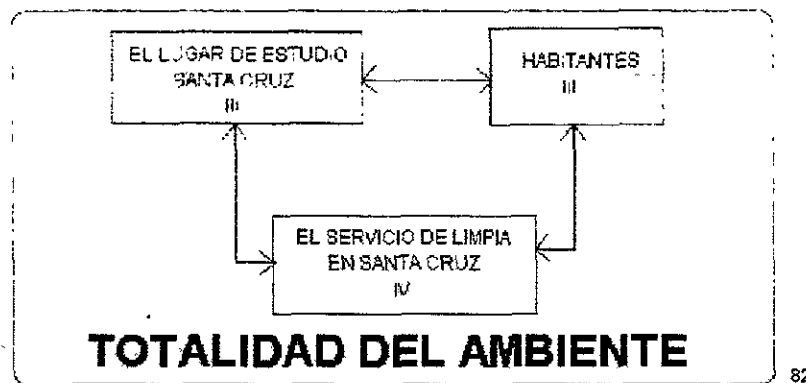 EL LUGAR DE ESTUDIO
SANTA CRUZ
III
HABITANTES
III
EL SERVICIO DE LIMPIA
EN SANTA CRUZ
IV
TOTALIDAD DEL AMBIENTE
82